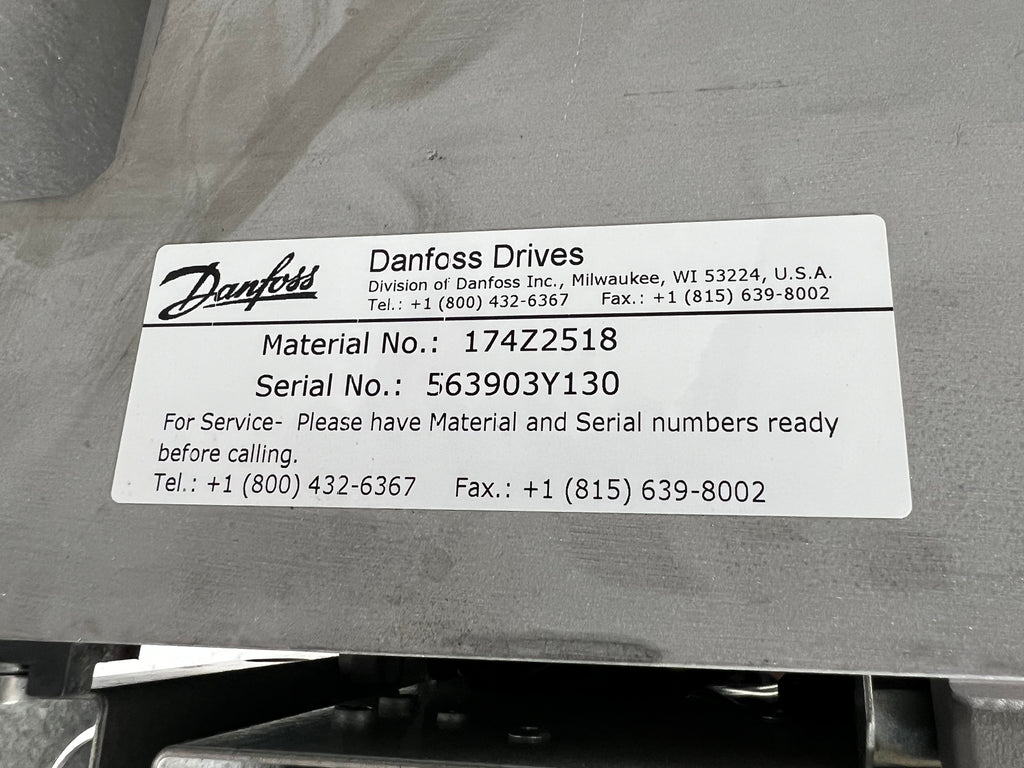 Danfoss
Danfoss Drives
Division of Danfoss Inc., Milwaukee, WI 53224, U.S.A.
Tel.: +1 (800) 432-6367 Fax.: +1 (815) 639-8002
Material No.: 174Z2518
Serial No.: 563903Y130
For Service- Please have Material and Serial numbers ready
before calling.
Tel.: +1 (800) 432-6367 Fax.: +1 (815) 639-8002